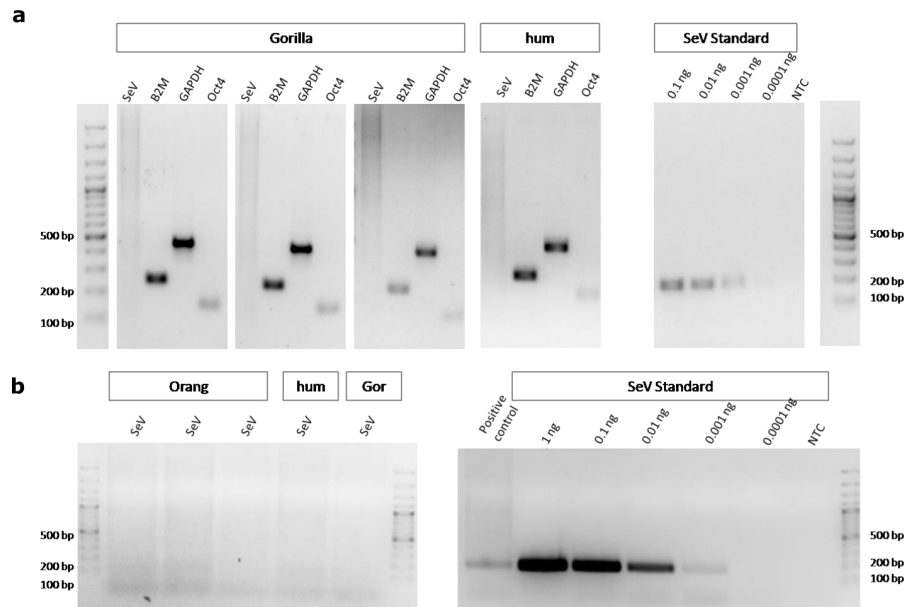 a
Gorilla
hum
SeV Standard
SeV B2M GAPDH Oct4 SeV B2M GAPDH Oct4 SeV B2M GAPDH Oct4 SeV B2M GAPDH Oct4 0.1 ng 0.01 ng 0.001 ng 0.0001 ng NTC
500 bp
200 bp
100 bp
500 bp
200 bp
100 bp
b
Orang
hum
Gor
SeV Standard
SeV SeV SeV SeV SeV
Positive
control
1 ng 0.1 ng 0.01 ng 0.001 ng 0.0001 ng NTC
500 bp
200 bp
100 bp
500 bp
200 bp
100 bp